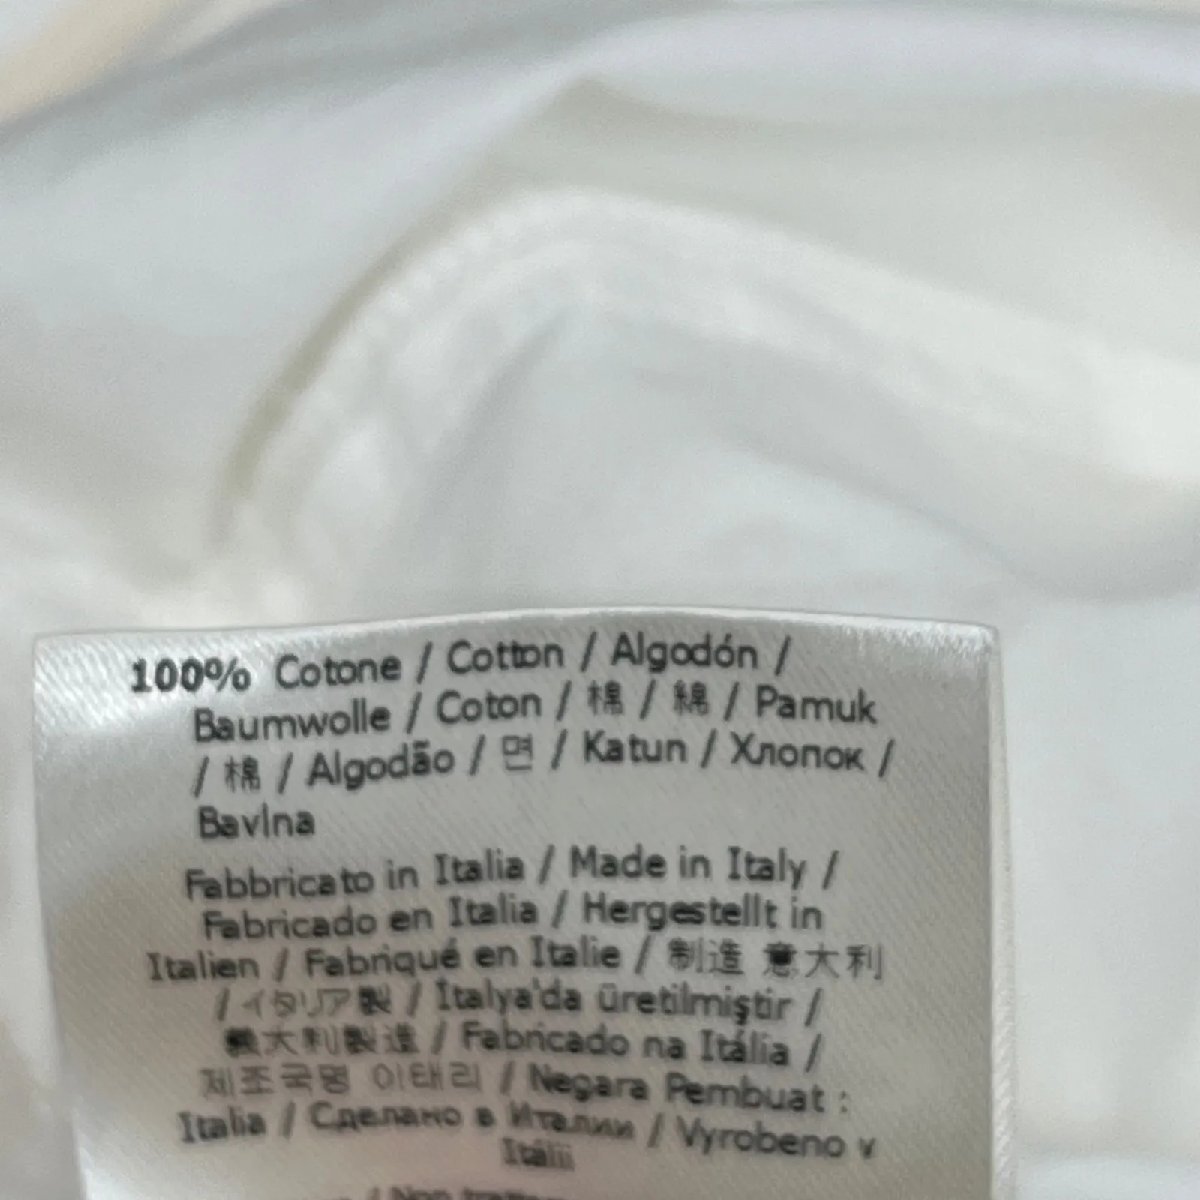 100% Cotone / Cotton / Algodón /
Baumwolle / Coton / 棉 / 綿 / Pamuk
/ 棉 / Algodão / 면 / Katun / Хлопок /
Bavlna
Fabbricato in Italia / Made in Italy /
Fabricado en Italia / Hergestellt in
Italien / Fabriqué en Italie / 制造 意大利
/ イタリア製 / Italya'da üretilmiştir /
義大利製造 / Fabricado na Itália /
제조국명 이태리 / Negara Pembuat :
Italia / Сделано в Италии / Vyrobeno v
Itálii
/ Non